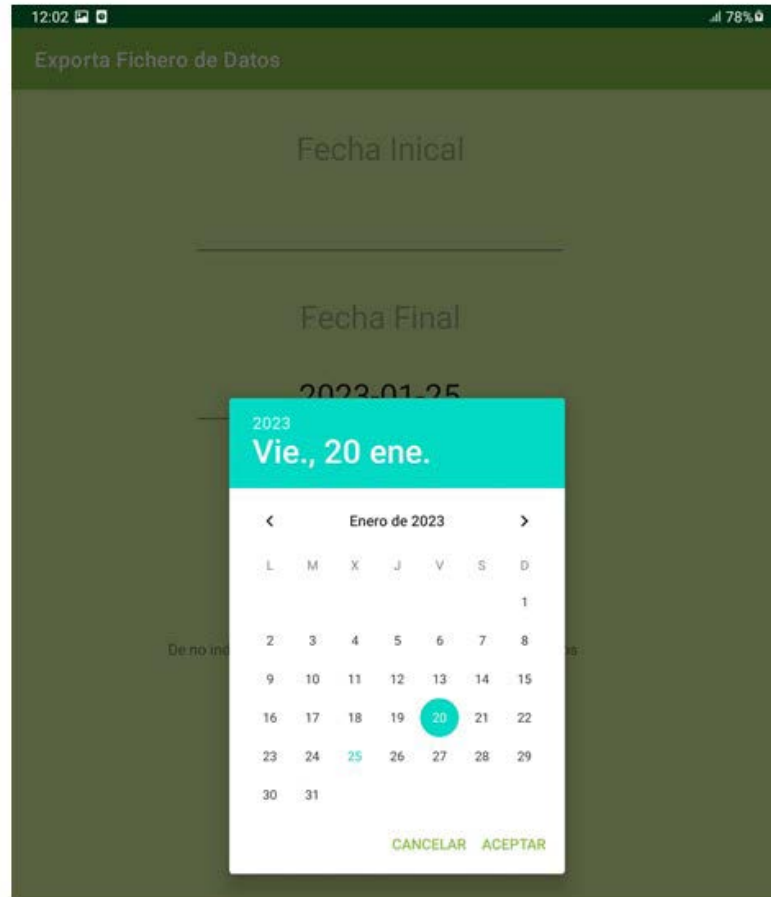 12:02 78%
Exporta Fichero de Datos
Fecha Inical
Fecha Final
2023-01-25
2023
Vie., 20 ene.
Enero de 2023
L M X J V S D
1
2 3 4 5 6 7 8
9 10 11 12 13 14 15
16 17 18 19 20 21 22
23 24 25 26 27 28 29
30 31
De no
CANCELAR ACEPTAR